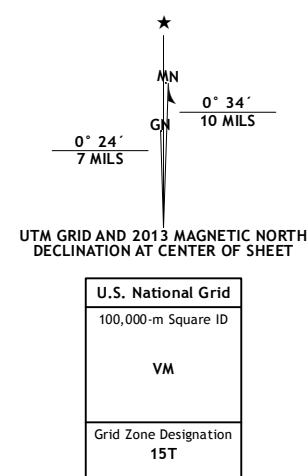 MN
0° 34´
10 MILS
GN
0° 24´
7 MILS
UTM GRID AND 2013 MAGNETIC NORTH
DECLINATION AT CENTER OF SHEET
U.S. National Grid
100,000-m Square ID
VM
Grid Zone Designation
15T